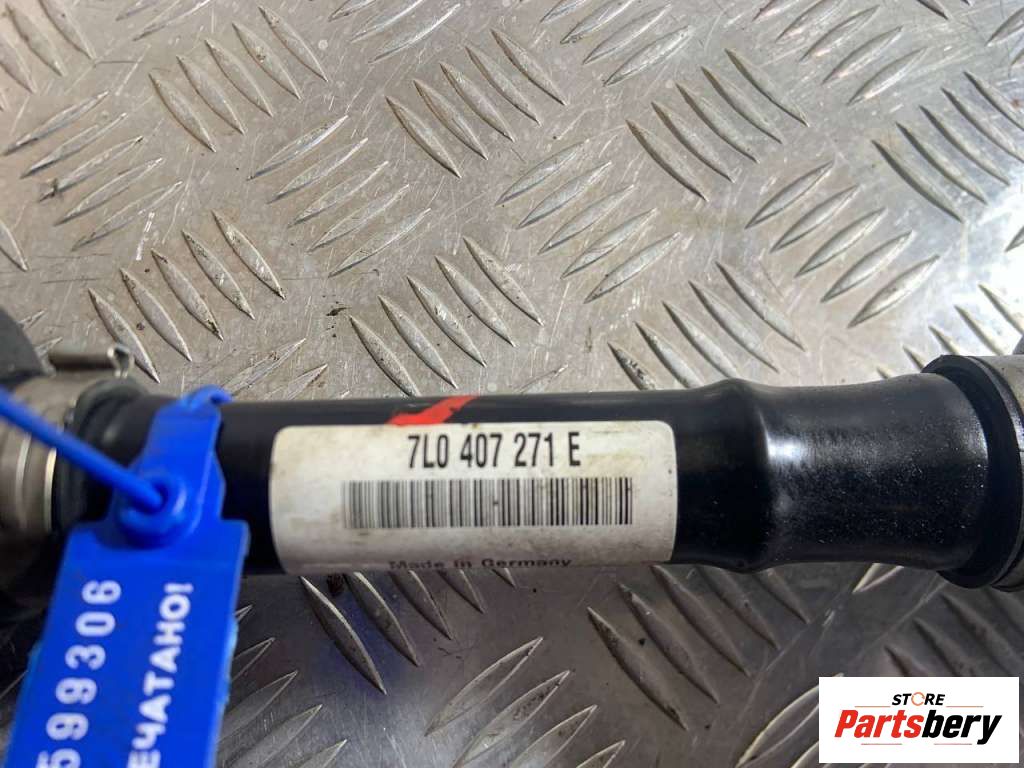 7L0 407 271 E
Made in Germany
599306
ЕЧАТАНО!
STORE
Partsbery